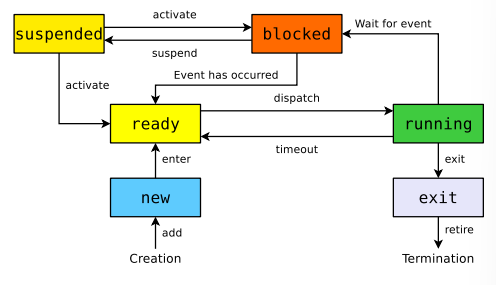 activate
suspended
blocked
Wait for event
suspend
Event has occurred
activate
dispatch
ready
running
timeout
enter
exit
new
exit
add
retire
Creation
Termination